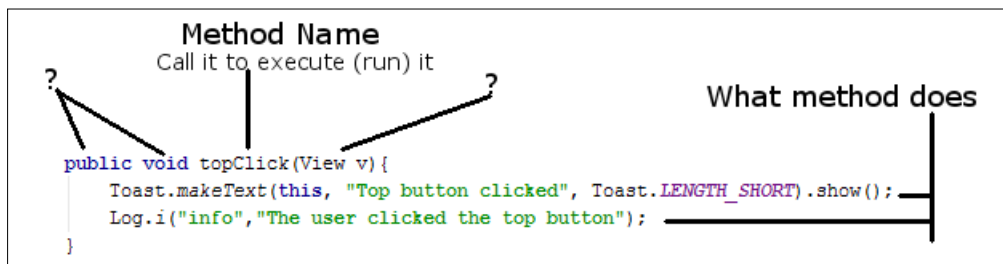 Method Name
Call it to execute (run) it
?
?
What method does
public void topClick(View v){
Toast.makeText(this, "Top button clicked", Toast.LENGTH_SHORT).show();
Log.i("info","The user clicked the top button");
}